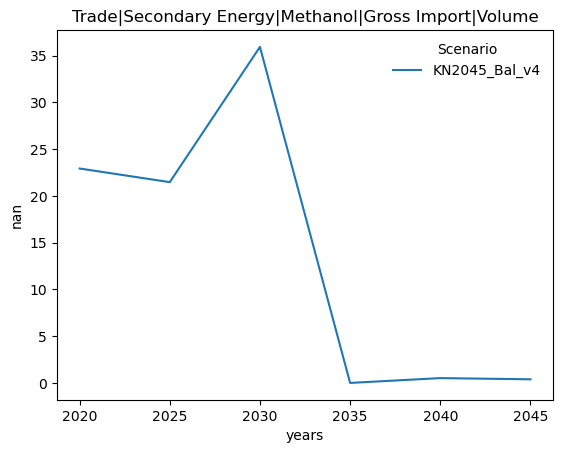 Trade|Secondary Energy|Methanol|Gross Import|Volume
Scenario
KN2045_Bal_v4
35
30
25
20
15
10
5
0
nan
2020 2025 2030 2035 2040 2045
years